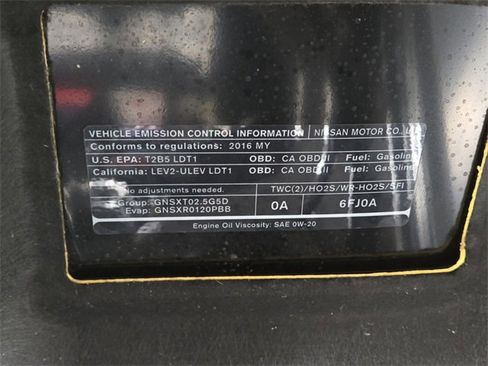 VEHICLE EMISSION CONTROL INFORMATION NISSAN MOTOR CO.,
Conforms to regulations: 2016 MY
U.S. EPA: T2B5 LDT1 OBD: CA OBDII Fuel: Gasoline
California: LEV2-ULEV LDT1 OBD: CA OBDII Fuel: Gasoline
No adjustments needed. TWC(2)/HO2S/WR-HO2S/SFI
Group: GNSXT02.5G5D 0A 6FJ0A
Evap: GNSXR0120PBB
Engine Oil Viscosity: SAE 0W-20